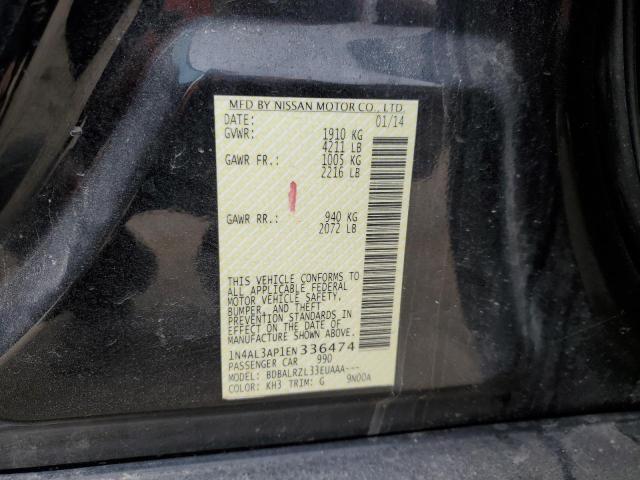 MFD BY NISSAN MOTOR CO., LTD.
DATE: 01/14
GVWR: 1910 KG
4211 LB
GAWR FR.: 1005 KG
2216 LB
GAWR RR.: 940 KG
2072 LB
THIS VEHICLE CONFORMS TO
ALL APPLICABLE FEDERAL
MOTOR VEHICLE SAFETY,
BUMPER, AND THEFT
PREVENTION STANDARDS
IN EFFECT ON THE DATE OF
MANUFACTURE SHOWN ABOVE.
1N4AL3AP1EN336474
PASSENGER CAR 990
MODEL: BDBALRZL33EUAAA---
COLOR: KH3 TRIM: G 9N00A